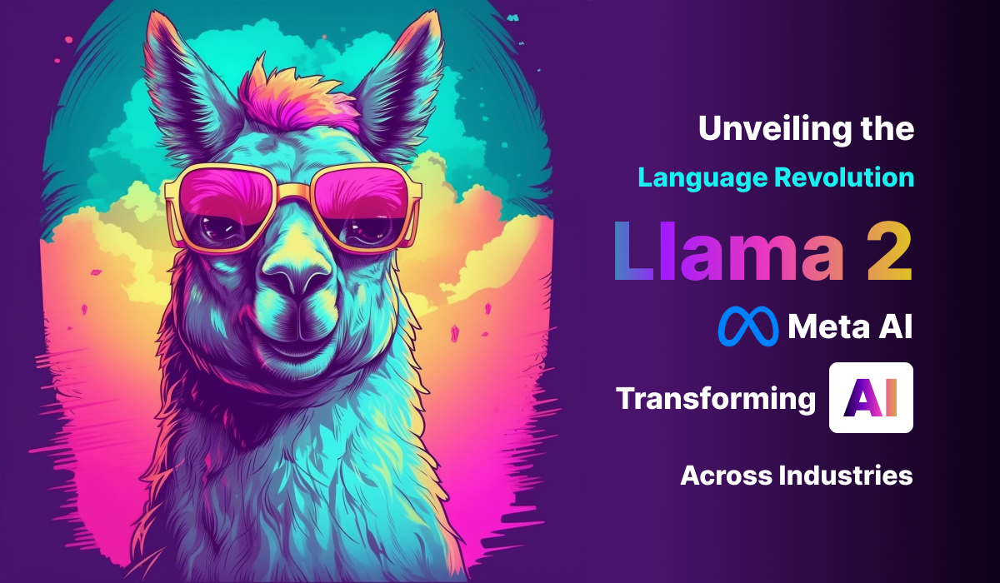 Unveiling the
Language Revolution
Llama 2
Meta AI
Transforming AI
Across Industries